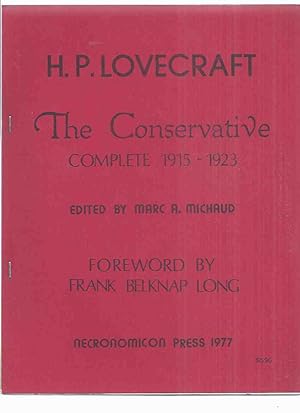 H. P. LOVECRAFT
The Conservative
COMPLETE 1915 - 1923
EDITED BY MARC A. MICHAUD
FOREWORD BY
FRANK BELKNAP LONG
NECRONOMICON PRESS 1977